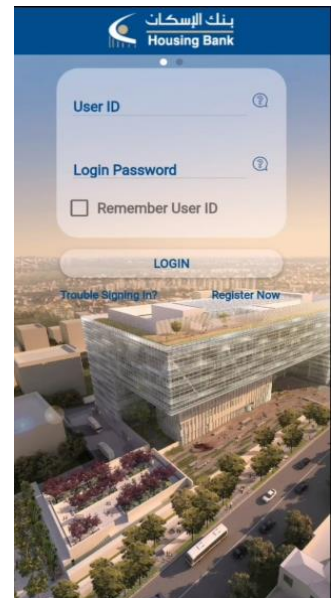 بنك الإسكان
Housing Bank
User ID
Login Password
Remember User ID
LOGIN
Trouble Signing In? Register Now